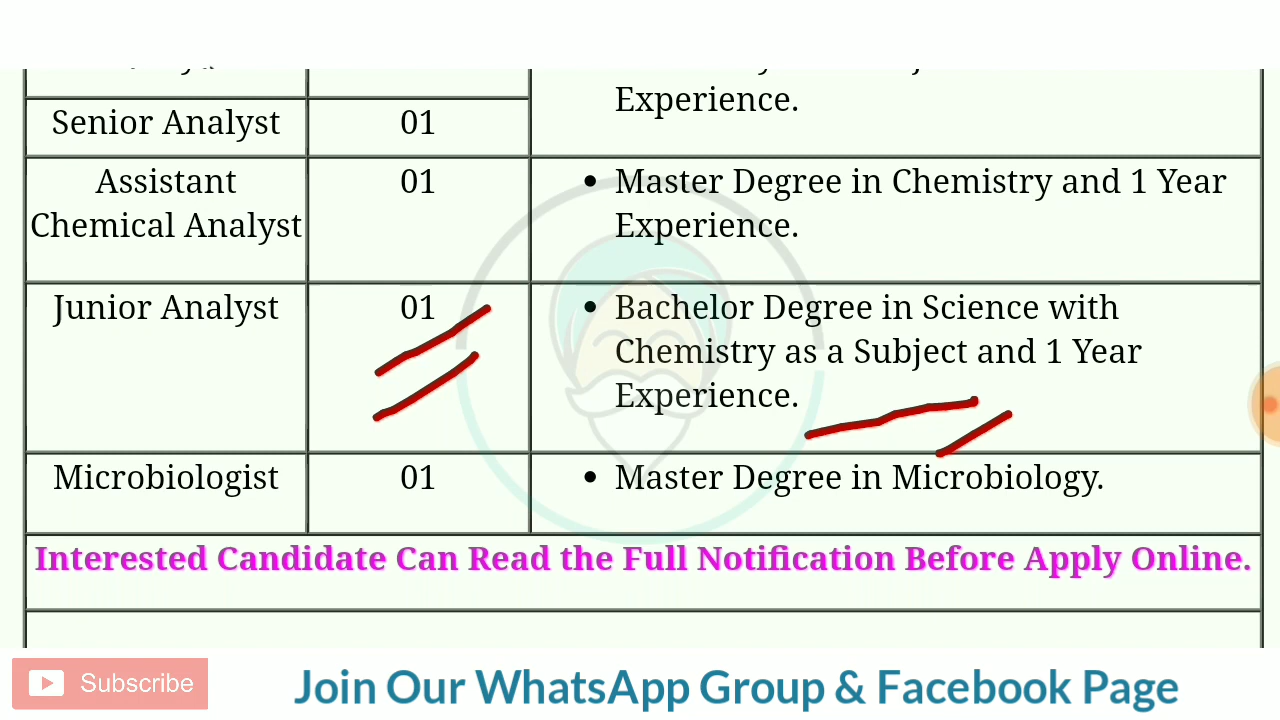 Experience.
Senior Analyst 01
Assistant Chemical Analyst 01
Master Degree in Chemistry and 1 Year
Experience.
Junior Analyst 01
Bachelor Degree in Science with
Chemistry as a Subject and 1 Year
Experience.
Microbiologist 01
Master Degree in Microbiology.
Interested Candidate Can Read the Full Notification Before Apply Online.
Subscribe
Join Our WhatsApp Group & Facebook Page